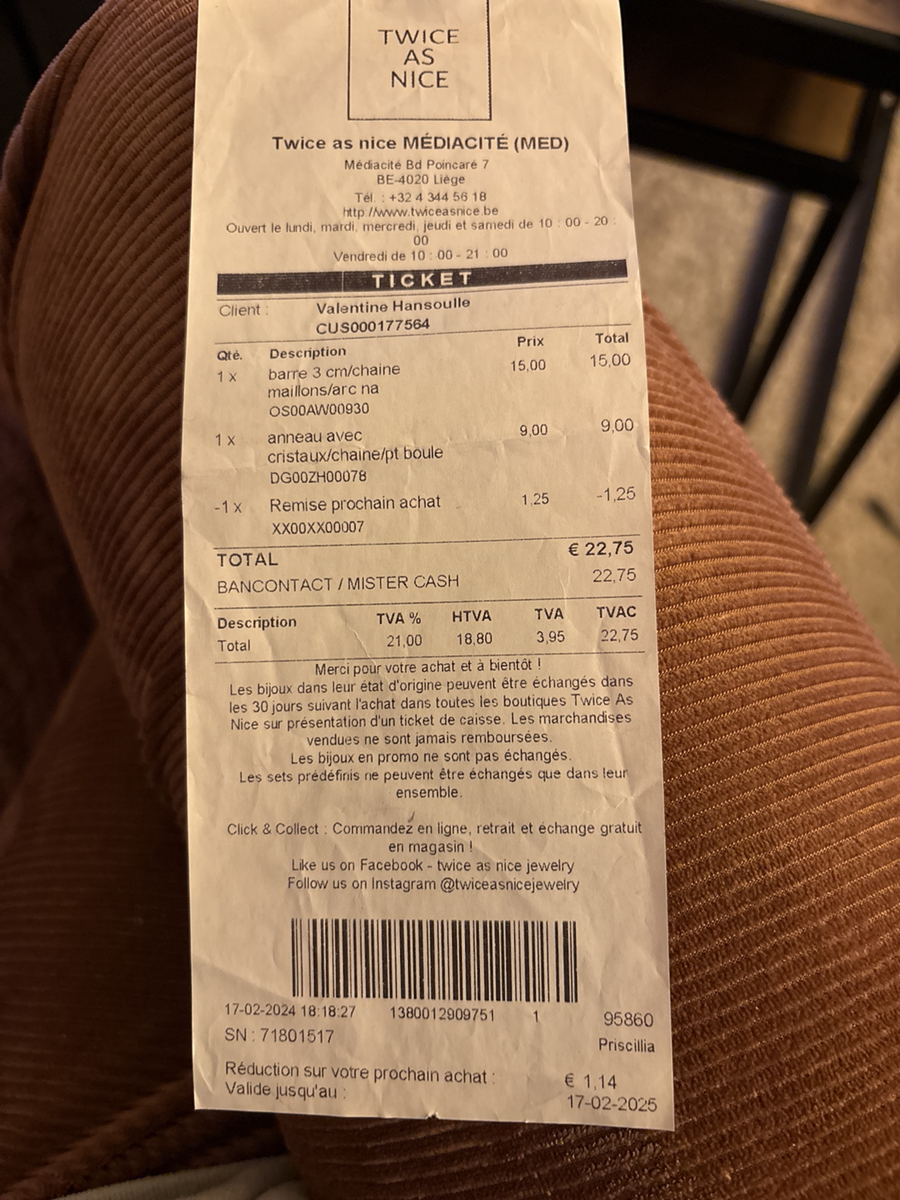 TWICE
AS
NICE
Twice as nice MÉDIACITÉ (MED)
Médiacité Bd Poincaré 7
BE-4020 Liège
Tél. : +32 4 344 56 18
http://www.twiceasnice.be
Ouvert le lundi, mardi, mercredi, jeudi et samedi de 10 : 00 - 20 :
00
Vendredi de 10 : 00 - 21 : 00
TICKET
Client : Valentine Hansoulle
CUS000177564
Qté. Description Prix Total
1 x barre 3 cm/chaine 15,00 15,00
maillons/arc na
OS00AW00930
1 x anneau avec 9,00 9,00
cristaux/chaine/pt boule
DG00ZH00078
-1 x Remise prochain achat 1,25 -1,25
XX00XX00007
TOTAL € 22,75
BANCONTACT / MISTER CASH 22,75
Description TVA % HTVA TVA TVAC
Total 21,00 18,80 3,95 22,75
Merci pour votre achat et à bientôt !
Les bijoux dans leur état d'origine peuvent être échangés dans
les 30 jours suivant l'achat dans toutes les boutiques Twice As
Nice sur présentation d'un ticket de caisse. Les marchandises
vendues ne sont jamais remboursées.
Les bijoux en promo ne sont pas échangés.
Les sets prédéfinis ne peuvent être échangés que dans leur
ensemble.
Click & Collect : Commandez en ligne, retrait et échange gratuit
en magasin !
Like us on Facebook - twice as nice jewelry
Follow us on Instagram @twiceasnicejewelry
17-02-2024 18:18:27 1380012909751 1 95860
SN : 71801517 Priscillia
Réduction sur votre prochain achat : € 1,14
Valide jusqu'au : 17-02-2025